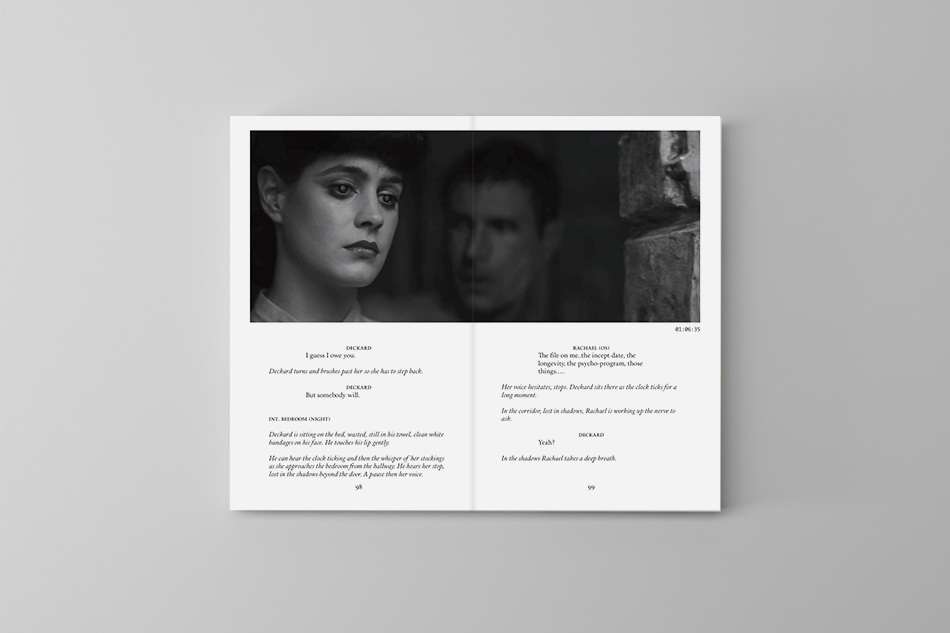 01:06:35
DECKARD
I guess I owe you.
Deckard turns and brushes past her so she has to step back.
DECKARD
But somebody will.
INT. BEDROOM (NIGHT)
Deckard is sitting on the bed, wasted, still in his towel, clean white
bandages on his face. He touches his lip gently.
He can hear the clock ticking and then the whisper of her stockings
as she approaches the bedroom from the hallway. He hears her stop,
lost in the shadows beyond the door. A pause then her voice.
98
RACHAEL (OS)
The file on me..the incept date, the
longevity, the psycho-program, those
things.....
Her voice hesitates, stops. Deckard sits there as the clock ticks for a
long moment.
In the corridor, lost in shadows, Rachael is working up the nerve to
ask.
DECKARD
Yeah?
In the shadows Rachael takes a deep breath.
99